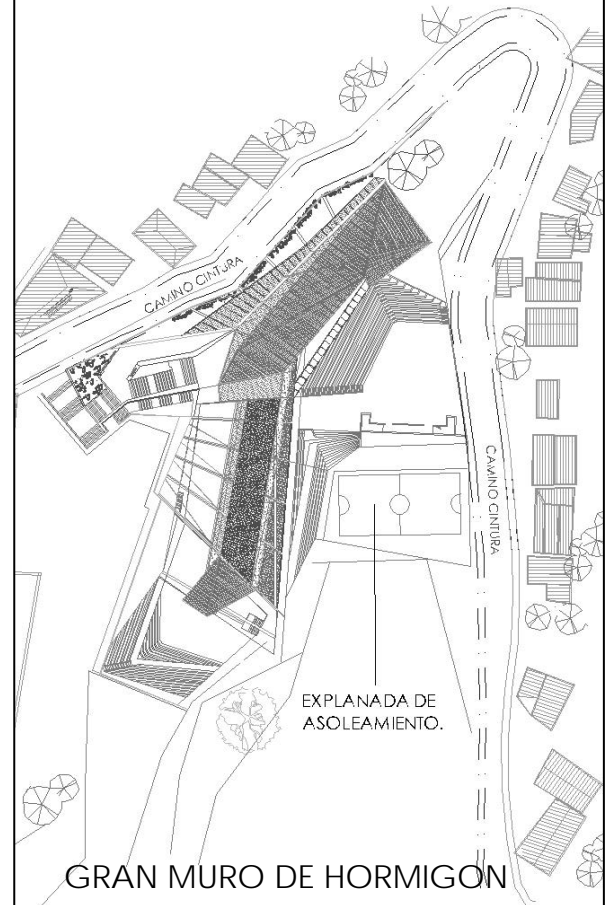 CAMINO CINTURA
CAMINO CINTURA
EXPLANADA DE
ASOLEAMIENTO.
GRAN MURO DE HORMIGON